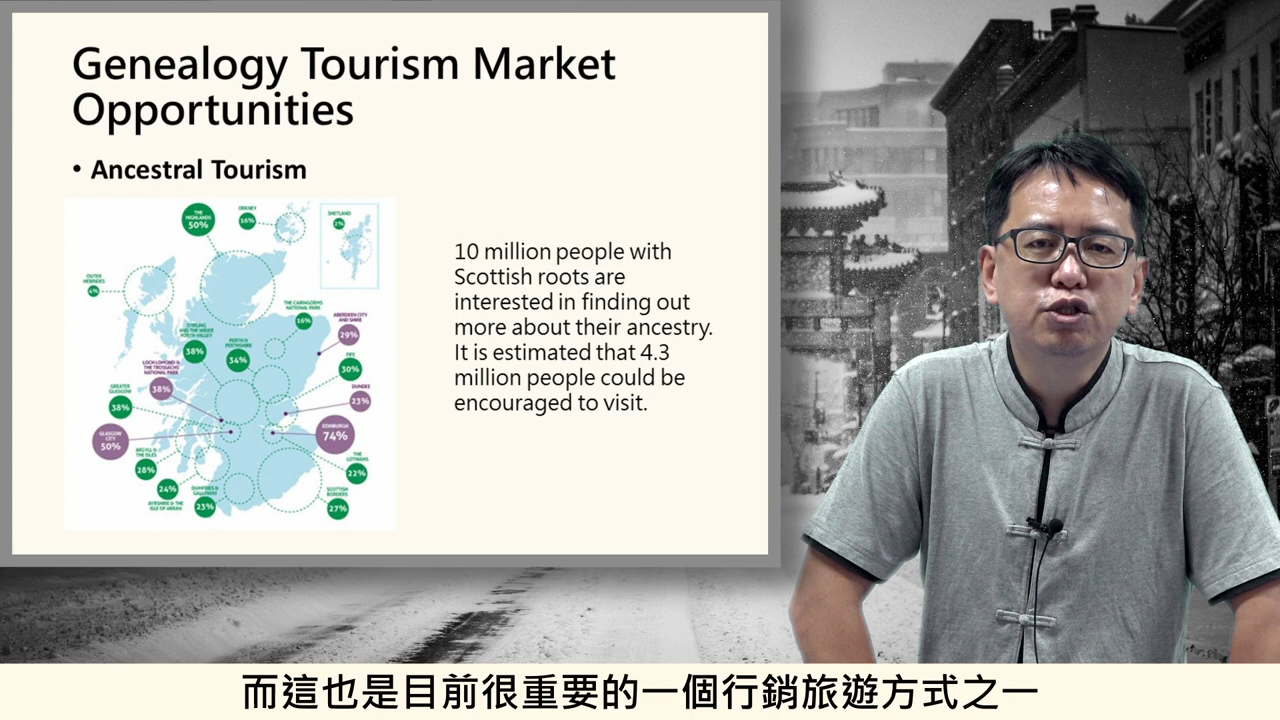 Genealogy Tourism Market
Opportunities
• Ancestral Tourism
THE
HIGHLANDS
50%
ORKNEY
16%
SHETLAND
OUTER
HEBRIDES
4%
THE CAIRNGORMS
NATIONAL PARK
16%
ABERDEEN CITY
AND SHIRE
29%
STIRLING
AND THE WIDER
FORTH VALLEY
38%
PERTH &
PERTHSHIRE
34%
FIFE
30%
LOCH LOMOND &
THE TROSSACHS
NATIONAL PARK
38%
DUNDEE
23%
GREATER
GLASGOW
38%
GLASGOW
CITY
50%
EDINBURGH
74%
ARGYLL &
THE ISLES
28%
THE
LOTHIANS
22%
24%
AYRSHIRE & THE
ISLE OF ARRAN
DUMFRIES &
GALLOWAY
23%
SCOTTISH
BORDERS
27%
10 million people with
Scottish roots are
interested in finding out
more about their ancestry.
It is estimated that 4.3
million people could be
encouraged to visit.
而這也是目前很重要的一個行銷旅遊方式之一